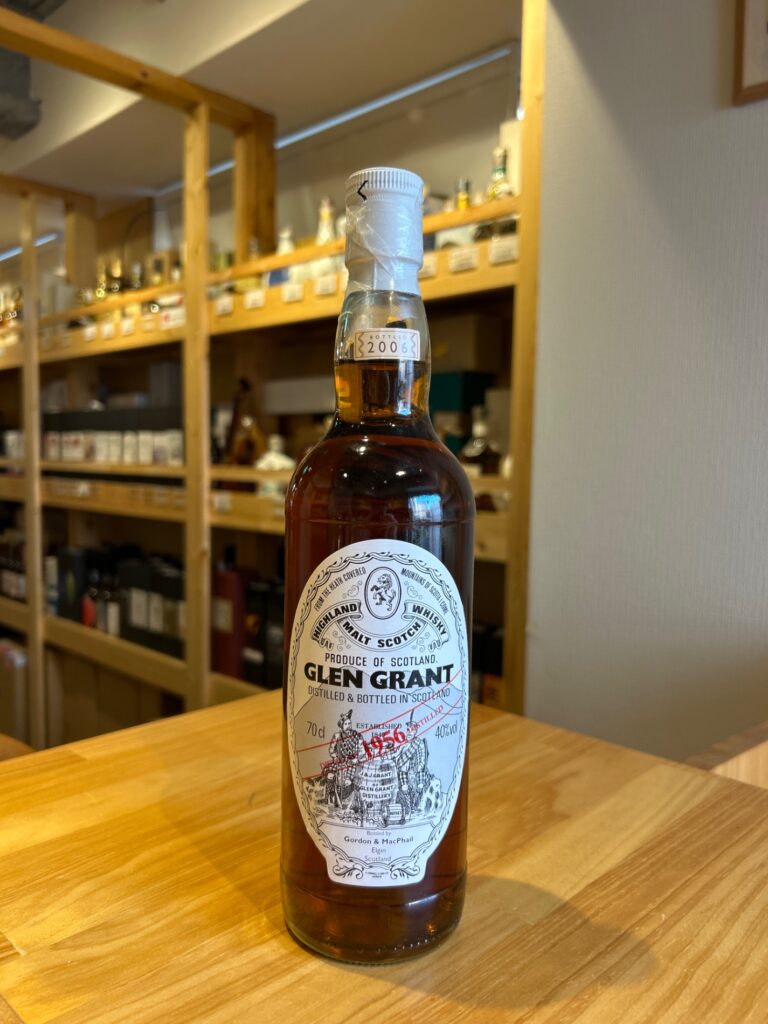 BOTTLED
2006
FROM THE HEATH COVERED MOUNTAINS OF SCOTLAND
HIGHLAND WHISKY
MALT SCOTCH
PRODUCE OF SCOTLAND.
GLEN GRANT
DISTILLED & BOTTLED IN SCOTLAND
70cl
ESTABLISHED
40%vol
1956
DISTILLED
& J. GRANT
GLEN GRANT
DISTILLERY
Bottled by
Gordon & MacPhail
Elgin
Scotland